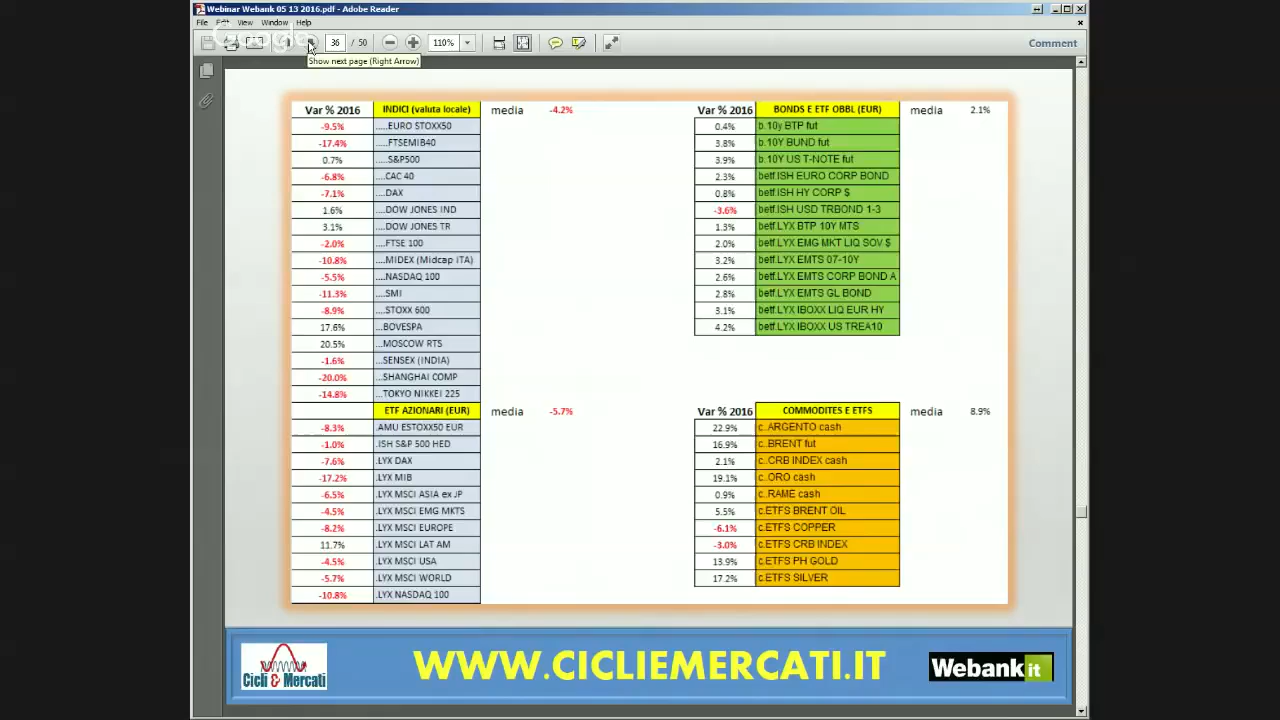 Webinar Webank 05 13 2016.pdf - Adobe Reader
File Edit View Window Help
Google
36 / 50 110% Comment
Show next page (Right Arrow)
Var % 2016 INDICI (valuta locale) media -4.2%
-9.5% .....EURO STOXX50
-17.4% ....FTSEMIB40
0.7% ....S&P500
-6.8% ....CAC 40
-7.1% ....DAX
1.6% ....DOW JONES IND
3.1% ....DOW JONES TR
-2.0% ....FTSE 100
-10.8% ....MIDEX (Midcap ITA)
-5.5% ....NASDAQ 100
-11.3% ....SMI
-8.9% ....STOXX 600
17.6% ...BOVESPA
20.5% ...MOSCOW RTS
-1.6% ...SENSEX (INDIA)
-20.0% ...SHANGHAI COMP
-14.8% ...TOKYO NIKKEI 225
ETF AZIONARI (EUR) media -5.7%
-8.3% .AMU ESTOXX50 EUR
-1.0% .ISH S&P 500 HED
-7.6% .LYX DAX
-17.2% .LYX MIB
-6.5% .LYX MSCI ASIA ex JP
-4.5% .LYX MSCI EMG MKTS
-8.2% .LYX MSCI EUROPE
11.7% .LYX MSCI LAT AM
-4.5% .LYX MSCI USA
-5.7% .LYX MSCI WORLD
-10.8% .LYX NASDAQ 100
Var % 2016 BONDS E ETF OBBL (EUR) media 2.1%
0.4% b.10y BTP fut
3.8% b.10Y BUND fut
3.9% b.10Y US T-NOTE fut
2.3% betf.ISH EURO CORP BOND
0.8% betf.ISH HY CORP $
-3.6% betf.ISH USD TRBOND 1-3
1.3% betf.LYX BTP 10Y MTS
2.0% betf.LYX EMG MKT LIQ SOV $
3.2% betf.LYX EMTS 07-10Y
2.6% betf.LYX EMTS CORP BOND A
2.8% betf.LYX EMTS GL BOND
3.1% betf.LYX IBOXX LIQ EUR HY
4.2% betf.LYX IBOXX US TREA10
Var % 2016 COMMODITES E ETFS media 8.9%
22.9% c..ARGENTO cash
16.9% c..BRENT fut
2.1% c..CRB INDEX cash
19.1% c..ORO cash
0.9% c..RAME cash
5.5% c.ETFS BRENT OIL
-6.1% c.ETFS COPPER
-3.0% c.ETFS CRB INDEX
13.9% c.ETFS PH GOLD
17.2% c.ETFS SILVER
Cicli & Mercati
WWW.CICLIEMERCATI.IT
Webank it